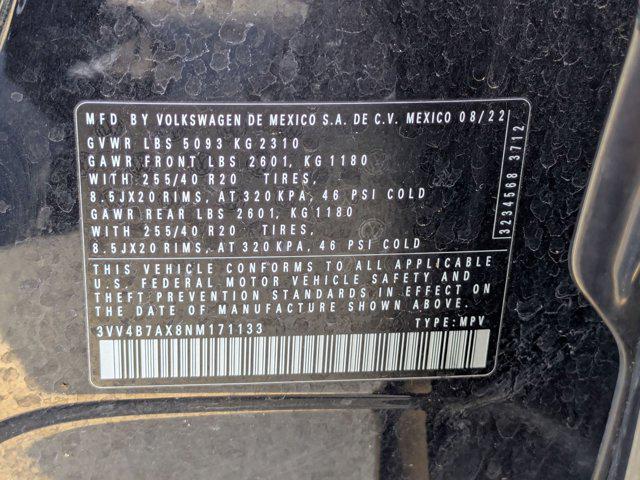 MFD BY VOLKSWAGEN DE MEXICO S.A. DE C.V. MEXICO 08/22
GVWR LBS 5093 KG 2310
GAWR FRONT LBS 2601, KG 1180
WITH 255/40 R20 TIRES,
8.5JX20 RIMS, AT 320 KPA, 46 PSI COLD
GAWR REAR LBS 2601, KG 1180
WITH 255/40 R20 TIRES,
8.5JX20 RIMS, AT 320 KPA, 46 PSI COLD
3234568 3712
THIS VEHICLE CONFORMS TO ALL APPLICABLE
U.S. FEDERAL MOTOR VEHICLE SAFETY AND
THEFT PREVENTION STANDARDS IN EFFECT ON
THE DATE OF MANUFACTURE SHOWN ABOVE.
3VV4B7AX8NM171133 TYPE: MPV